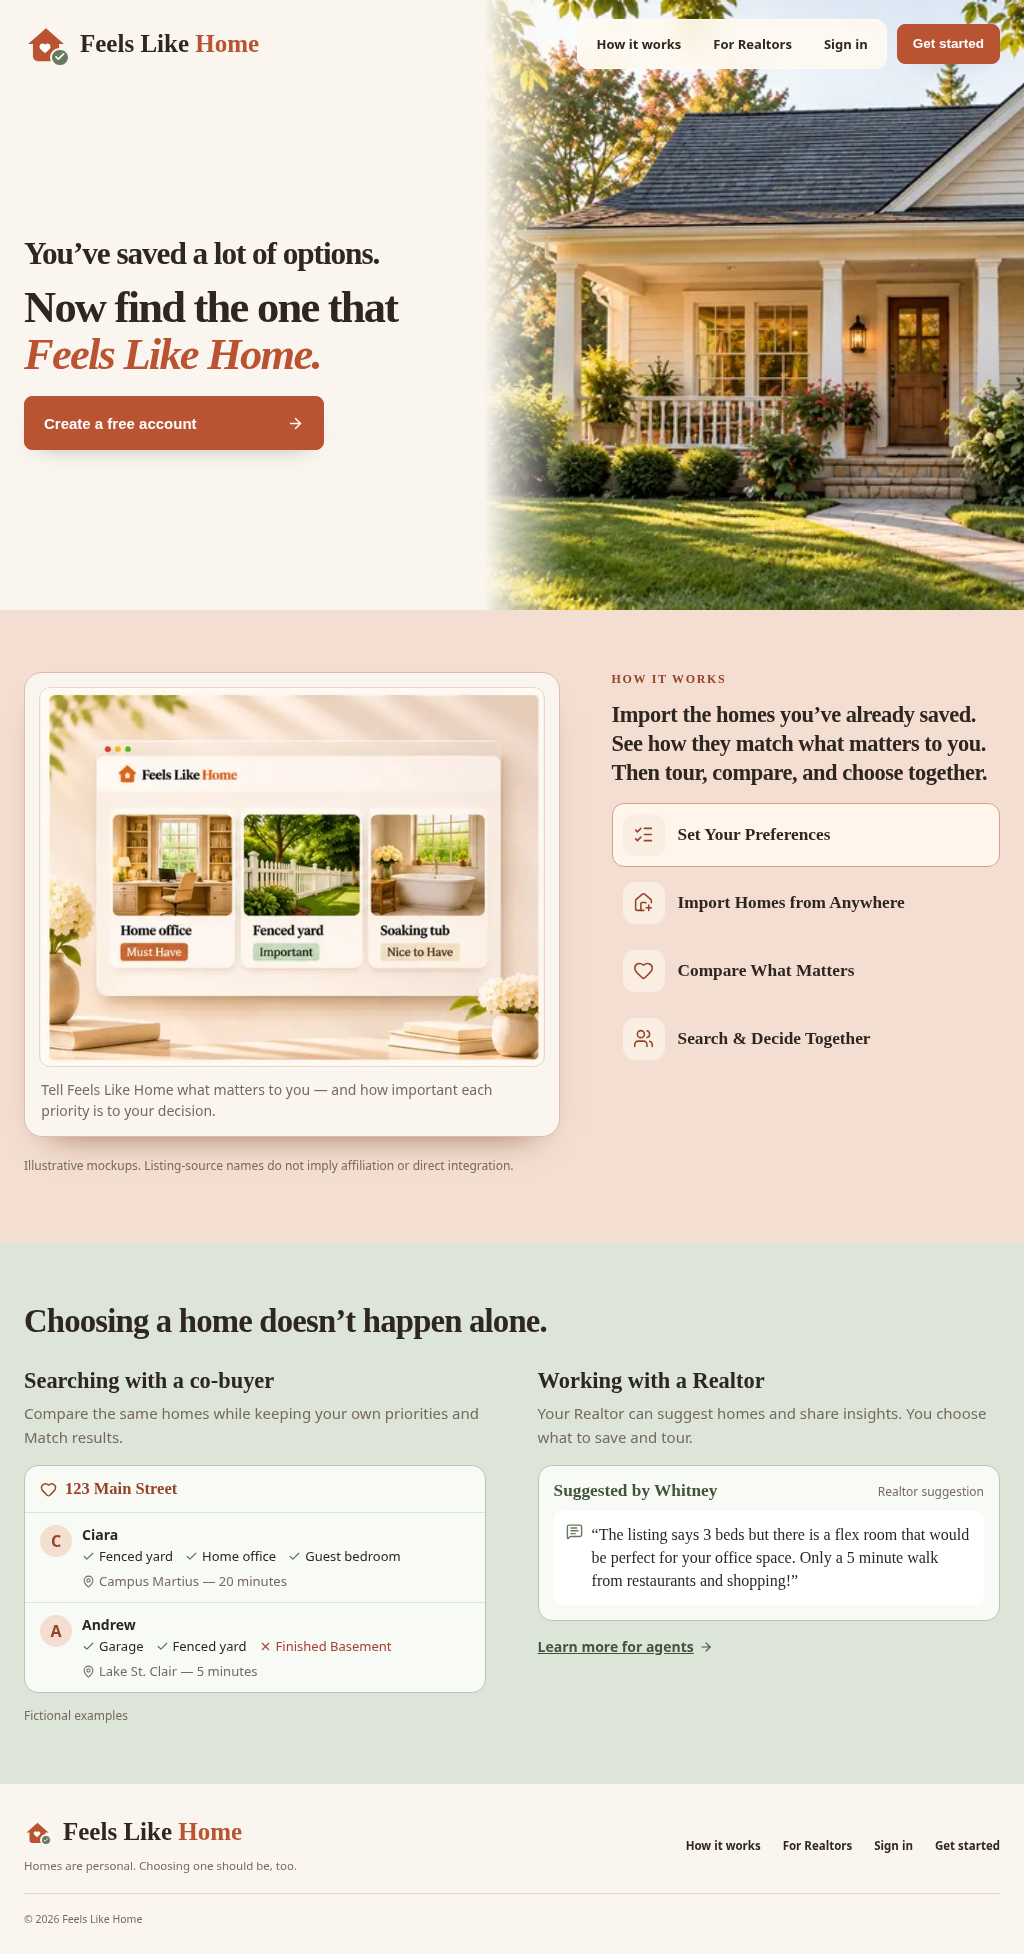 Feels Like Home
How it works
For Realtors
Sign in
Get started
You’ve saved a lot of options.
Now find the one that
Feels Like Home.
Create a free account
Feels Like Home
Home office
Must Have
Fenced yard
Important
Soaking tub
Nice to Have
Tell Feels Like Home what matters to you — and how important each
priority is to your decision.
Illustrative mockups. Listing-source names do not imply affiliation or direct integration.
HOW IT WORKS
Import the homes you’ve already saved.
See how they match what matters to you.
Then tour, compare, and choose together.
Set Your Preferences
Import Homes from Anywhere
Compare What Matters
Search & Decide Together
Choosing a home doesn’t happen alone.
Searching with a co-buyer
Compare the same homes while keeping your own priorities and
Match results.
123 Main Street
C
Ciara
Fenced yard
Home office
Guest bedroom
Campus Martius — 20 minutes
A
Andrew
Garage
Fenced yard
Finished Basement
Lake St. Clair — 5 minutes
Fictional examples
Working with a Realtor
Your Realtor can suggest homes and share insights. You choose
what to save and tour.
Suggested by Whitney
Realtor suggestion
“The listing says 3 beds but there is a flex room that would
be perfect for your office space. Only a 5 minute walk
from restaurants and shopping!”
Learn more for agents
Feels Like Home
Homes are personal. Choosing one should be, too.
How it works
For Realtors
Sign in
Get started
© 2026 Feels Like Home